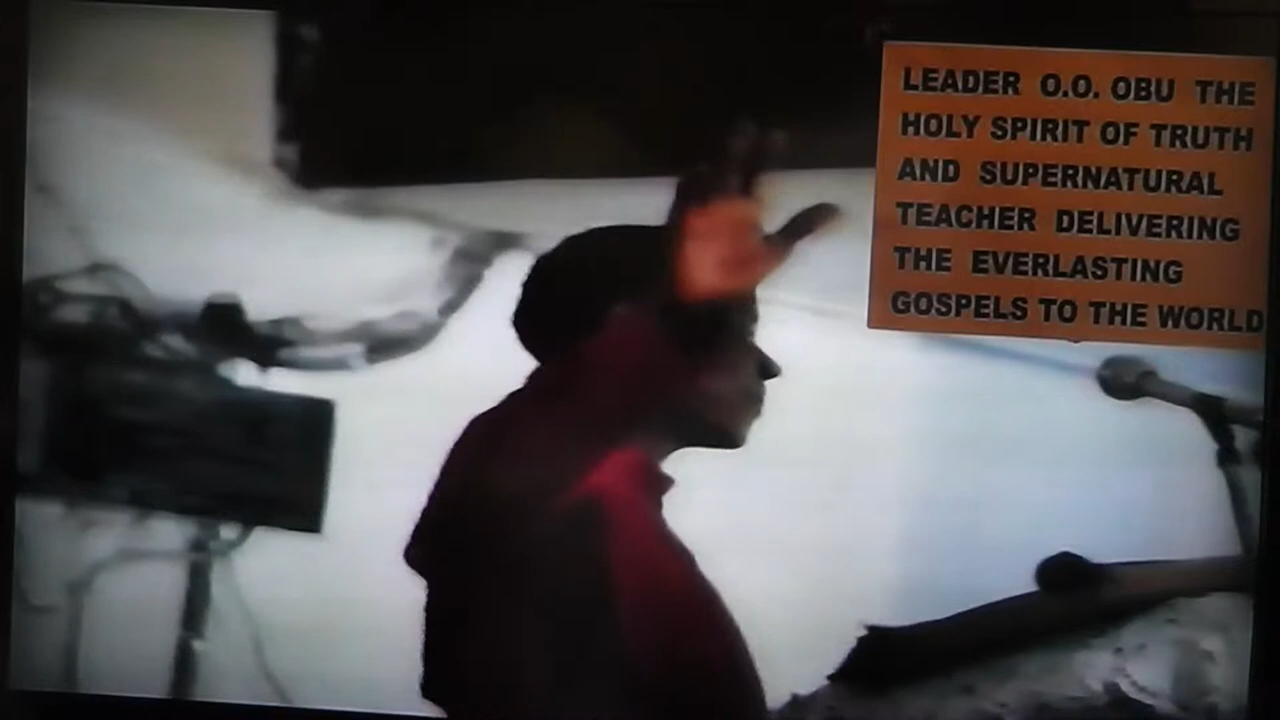 LEADER O.O. OBU THE
HOLY SPIRIT OF TRUTH
AND SUPERNATURAL
TEACHER DELIVERING
THE EVERLASTING
GOSPELS TO THE WORLD